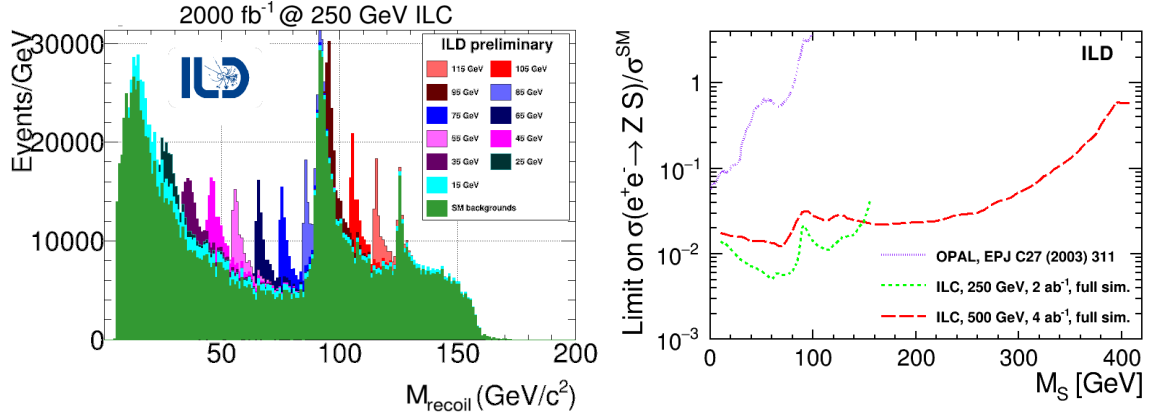 2000 fb⁻¹ @ 250 GeV ILC
Events/GeV
30000
20000
10000
0
ILD
ILD preliminary
115 GeV 105 GeV
95 GeV 85 GeV
75 GeV 65 GeV
55 GeV 45 GeV
35 GeV 25 GeV
15 GeV
SM backgrounds
50 100 150 200
M_recoil (GeV/c²)
Limit on σ(e⁺e⁻→ Z S)/σ^SM
ILD
1
10⁻¹
10⁻²
10⁻³
OPAL, EPJ C27 (2003) 311
ILC, 250 GeV, 2 ab⁻¹, full sim.
ILC, 500 GeV, 4 ab⁻¹, full sim.
0 100 200 300 400
M_S [GeV]